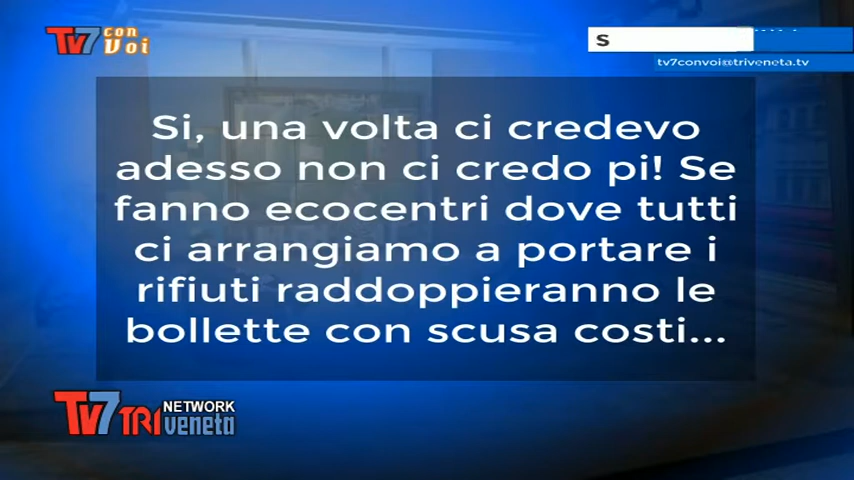 Tv7 con
Voi
S
tv7convoi@triveneta.tv
Si, una volta ci credevo
adesso non ci credo pi! Se
fanno ecocentri dove tutti
ci arrangiamo a portare i
rifiuti raddoppieranno le
bollette con scusa costi...
Tv7 TRI NETWORK
veneta